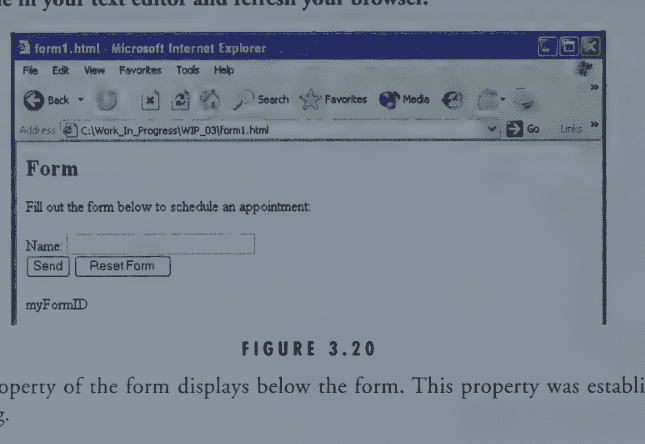 in your text editor and refresh your browser.
form1.html - Microsoft Internet Explorer
File Edit View Favorites Tools Help
Back Search Favorites Media
Address C:\Work_In_Progress\WIP_03\form1.html Go Links
Form
Fill out the form below to schedule an appointment:
Name:
Send Reset Form
myFormID
FIGURE 3.20
operty of the form displays below the form. This property was establi
g.